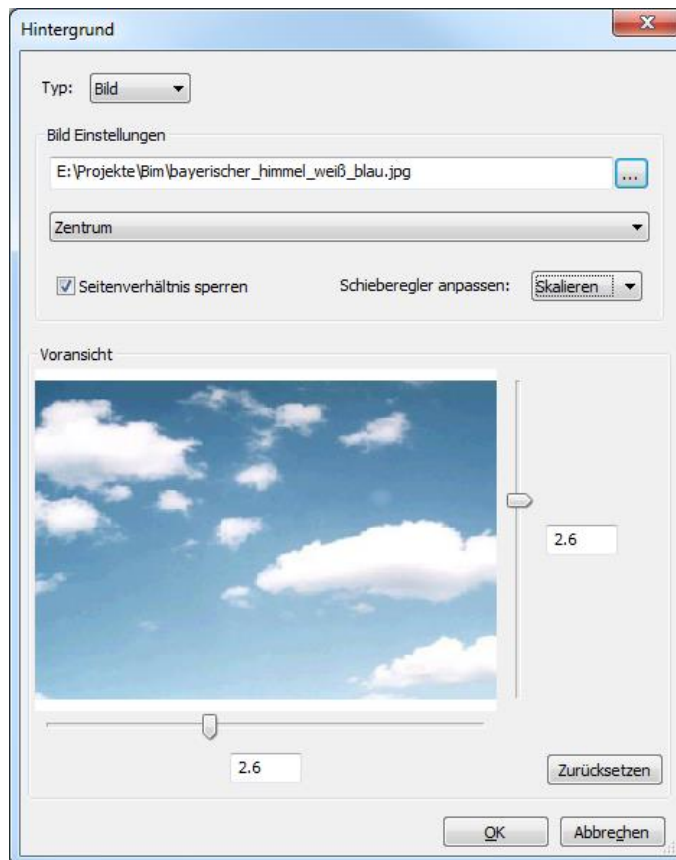 Hintergrund
Typ: Bild
Bild Einstellungen
E:\Projekte\Bim\bayerischer_himmel_weiß_blau.jpg
...
Zentrum
Seitenverhältnis sperren Schieberegler anpassen: Skalieren
Voransicht
2.6
2.6
Zurücksetzen
OK Abbrechen